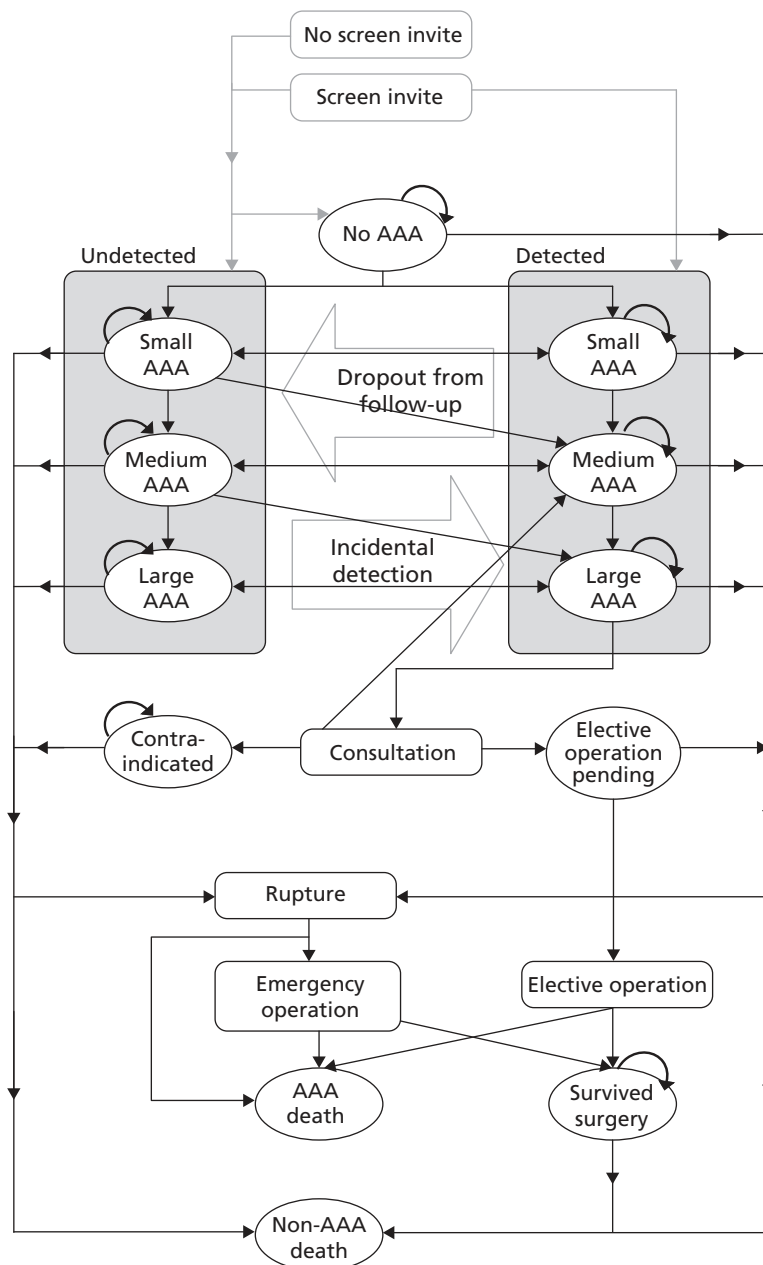 No screen invite
Screen invite
No AAA
Undetected
Detected
Small
AAA
Small
AAA
Dropout from
follow-up
Medium
AAA
Medium
AAA
Incidental
detection
Large
AAA
Large
AAA
Contra-
indicated
Consultation
Elective
operation
pending
Rupture
Emergency
operation
Elective operation
AAA
death
Survived
surgery
Non-AAA
death